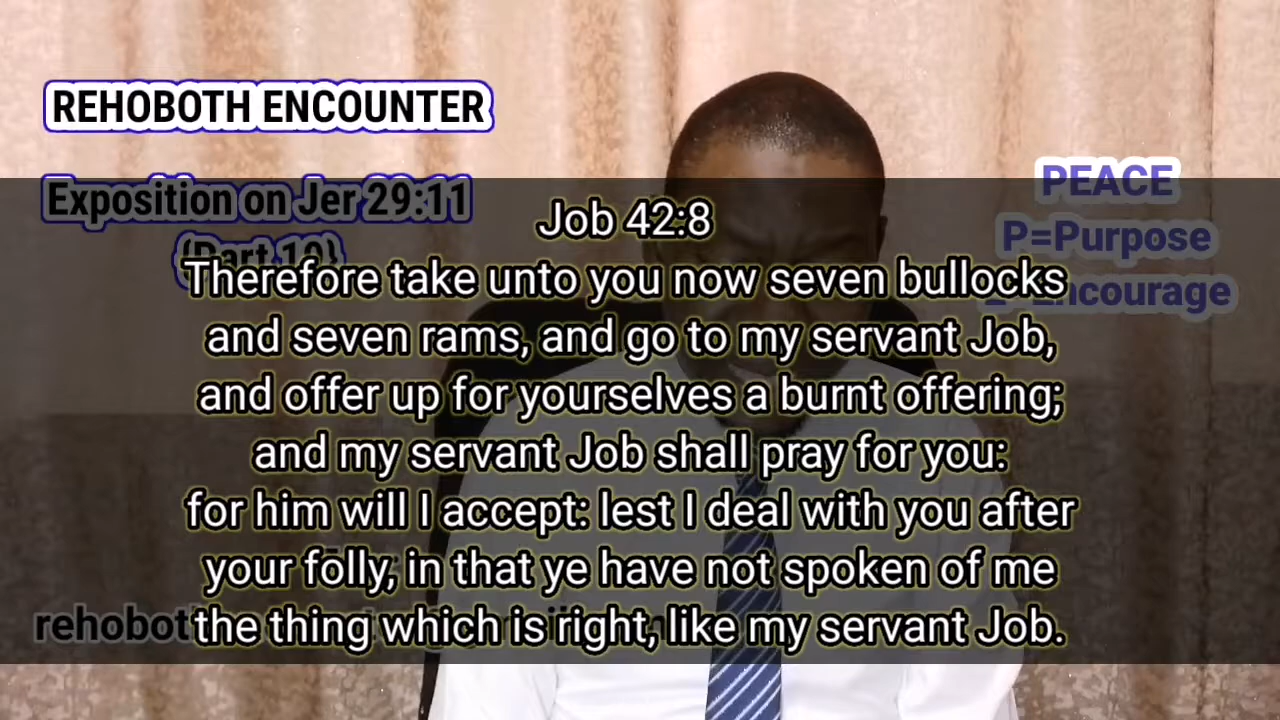 REHOBOTH ENCOUNTER
Exposition on Jer 29:11
(Part 10)
PEACE
P=Purpose
E=Encourage
Job 42:8
Therefore take unto you now seven bullocks
and seven rams, and go to my servant Job,
and offer up for yourselves a burnt offering;
and my servant Job shall pray for you:
for him will I accept: lest I deal with you after
your folly, in that ye have not spoken of me
the thing which is right, like my servant Job.